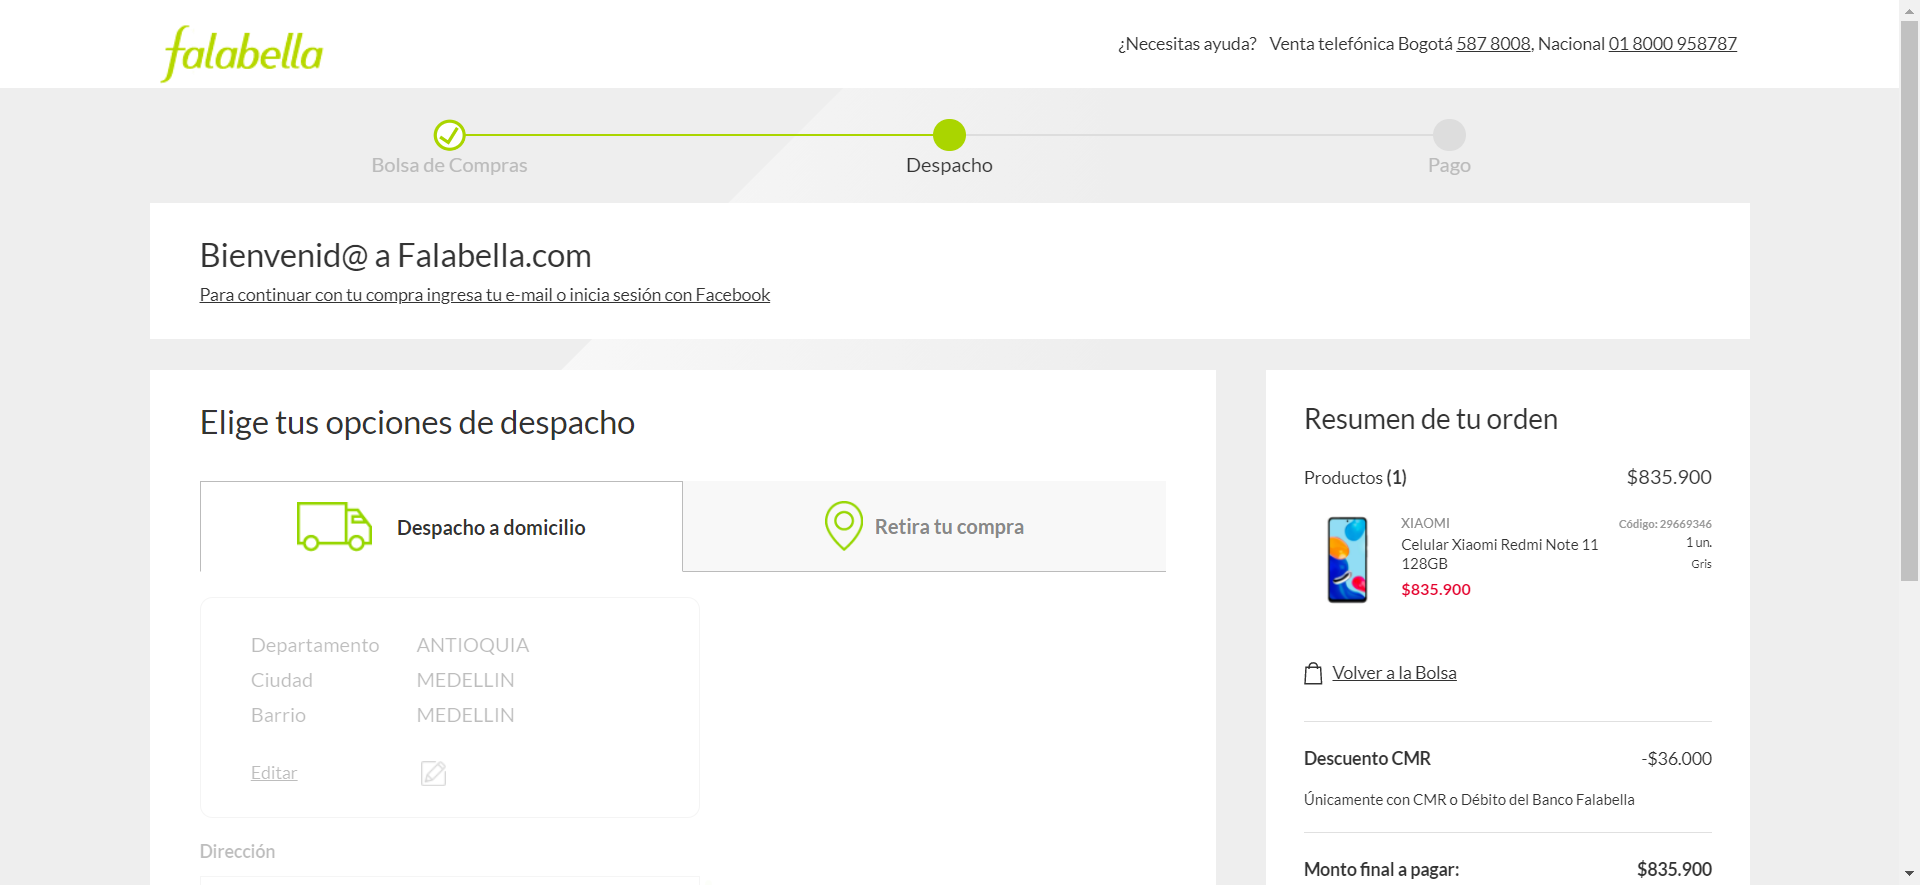 falabella
¿Necesitas ayuda? Venta telefónica Bogotá 587 8008, Nacional 01 8000 958787
Bolsa de Compras
Despacho
Pago
Bienvenid@ a Falabella.com
Para continuar con tu compra ingresa tu e-mail o inicia sesión con Facebook
Elige tus opciones de despacho
Despacho a domicilio
Retira tu compra
Departamento ANTIOQUIA
Ciudad MEDELLIN
Barrio MEDELLIN
Editar
Dirección
Resumen de tu orden
Productos (1) $835.900
XIAOMI Código: 29669346
Celular Xiaomi Redmi Note 11 1 un.
128GB Gris
$835.900
Volver a la Bolsa
Descuento CMR -$36.000
Únicamente con CMR o Débito del Banco Falabella
Monto final a pagar: $835.900